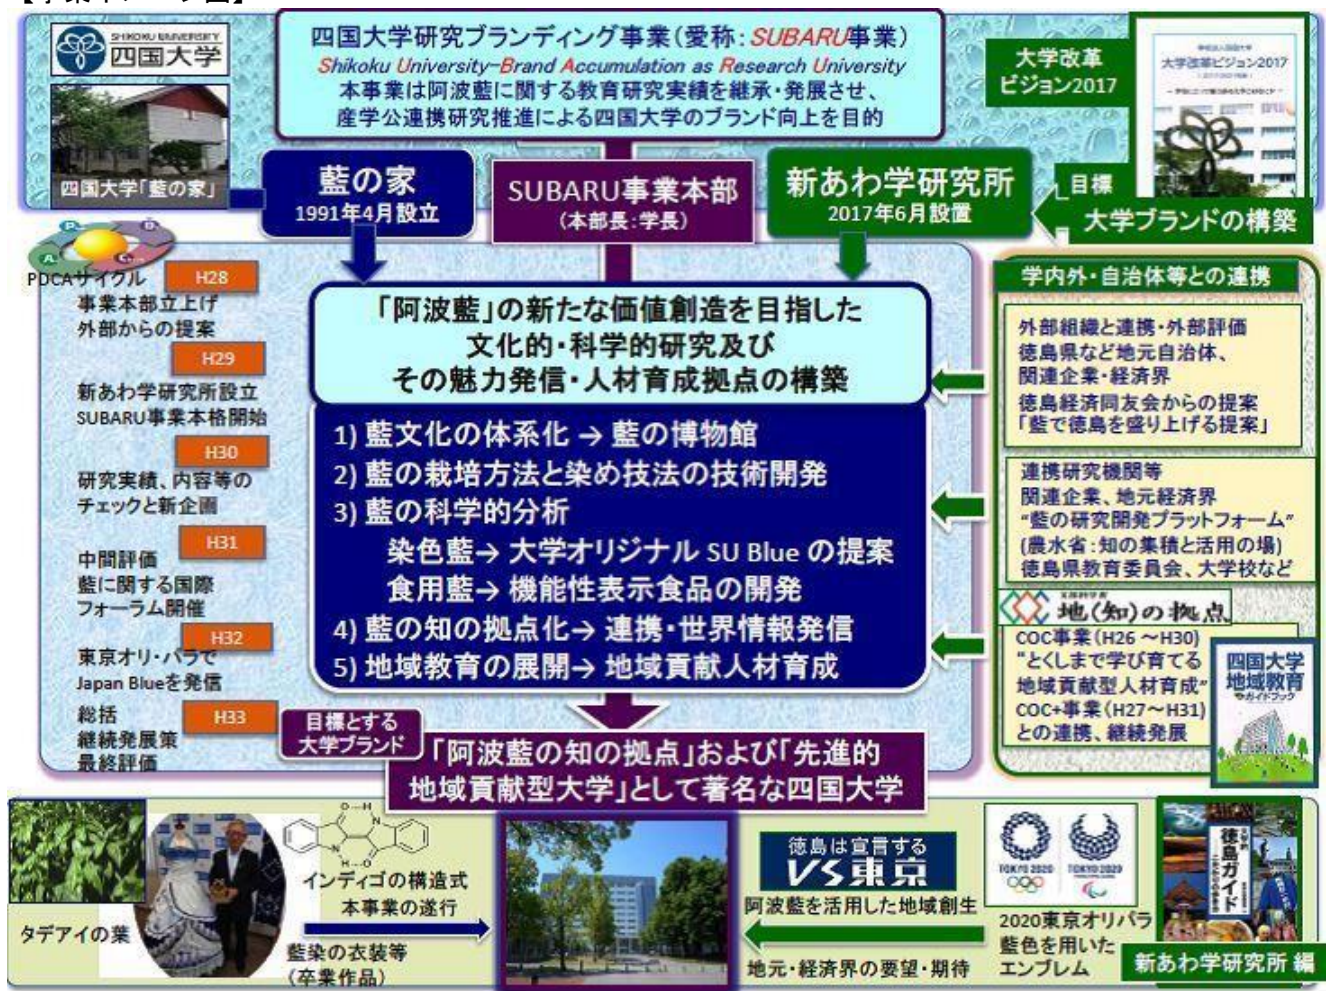 SHIKOKU UNIVERSITY
四国大学
四国大学「藍の家」
四国大学研究ブランディング事業(愛称:SUBARU事業)
Shikoku University-Brand Accumulation as Research University
本事業は阿波藍に関する教育研究実績を継承・発展させ、
産学公連携研究推進による四国大学のブランド向上を目的
大学改革
ビジョン2017
大学改革ビジョン2017
藍の家
1991年4月設立
SUBARU事業本部
(本部長:学長)
新あわ学研究所
2017年6月設置
目標
大学ブランドの構築
PDCAサイクル
H28
事業本部立上げ
外部からの提案
H29
新あわ学研究所設立
SUBARU事業本格開始
H30
研究実績、内容等の
チェックと新企画
H31
中間評価
藍に関する国際
フォーラム開催
H32
東京オリ・パラで
Japan Blueを発信
H33
総括
継続発展策
最終評価
「阿波藍」の新たな価値創造を目指した
文化的・科学的研究及び
その魅力発信・人材育成拠点の構築
1) 藍文化の体系化 → 藍の博物館
2) 藍の栽培方法と染め技法の技術開発
3) 藍の科学的分析
染色藍→ 大学オリジナル SU Blue の提案
食用藍→ 機能性表示食品の開発
4) 藍の知の拠点化→ 連携・世界情報発信
5) 地域教育の展開→ 地域貢献人材育成
目標とする
大学ブランド
「阿波藍の知の拠点」および「先進的
地域貢献型大学」として著名な四国大学
学内外・自治体等との連携
外部組織と連携・外部評価
徳島県など地元自治体、
関連企業・経済界
徳島経済同友会からの提案
「藍で徳島を盛り上げる提案」
連携研究機関等
関連企業、地元経済界
“藍の研究開発プラットフォーム”
(農水省:知の集積と活用の場)
徳島県教育委員会、大学校など
地(知)の拠点
COC事業(H26 ～H30)
“とくしまで学び育てる
地域貢献型人材育成”
COC+事業(H27～H31)
との連携、継続発展
四国大学
地域教育
ガイドブック
タデアイの葉
O H
N
N
H O
インディゴの構造式
本事業の遂行
藍染の衣装等
(卒業作品)
徳島は宣言する
VS東京
阿波藍を活用した地域創生
地元・経済界の要望・期待
TOKYO 2020
TOKYO 2020
2020東京オリパラ
藍色を用いた
エンブレム
徳島ガイド
新あわ学研究所 編